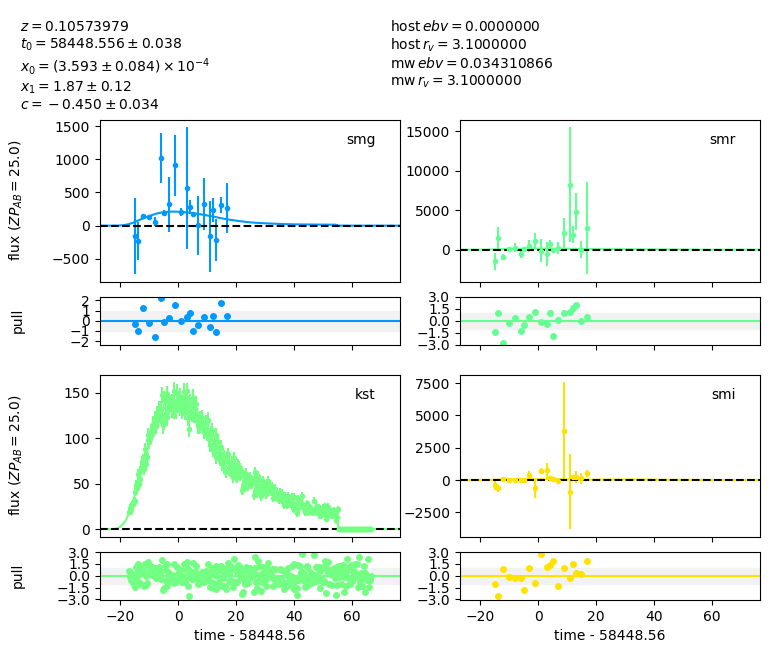 z = 0.10573979
t₀ = 58448.556 ± 0.038
x₀ = (3.593 ± 0.084) × 10⁻⁴
x₁ = 1.87 ± 0.12
c = −0.450 ± 0.034
host ebv = 0.0000000
host r_v = 3.1000000
mw ebv = 0.034310866
mw r_v = 3.1000000
flux (ZP_AB = 25.0)
1500
1000
500
0
−500
smg
15000
10000
5000
0
smr
pull
2
1
0
−1
−2
3.0
1.5
0.0
−1.5
−3.0
flux (ZP_AB = 25.0)
150
100
50
0
kst
7500
5000
2500
0
−2500
smi
pull
3.0
1.5
0.0
−1.5
−3.0
3.0
1.5
0.0
−1.5
−3.0
−20 0 20 40 60
−20 0 20 40 60
time - 58448.56
time - 58448.56